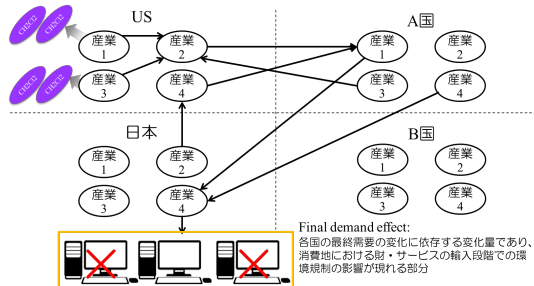 US
A国
CH2Cl2
CH2Cl2
産業
1
産業
2
産業
1
産業
2
CH2Cl2
CH2Cl2
産業
3
産業
4
産業
3
産業
4
日本
B国
産業
1
産業
2
産業
1
産業
2
産業
3
産業
4
産業
3
産業
4
Final demand effect:
各国の最終需要の変化に依存する変化量であり、
消費地における財・サービスの輸入段階での環
境規制の影響が現れる部分